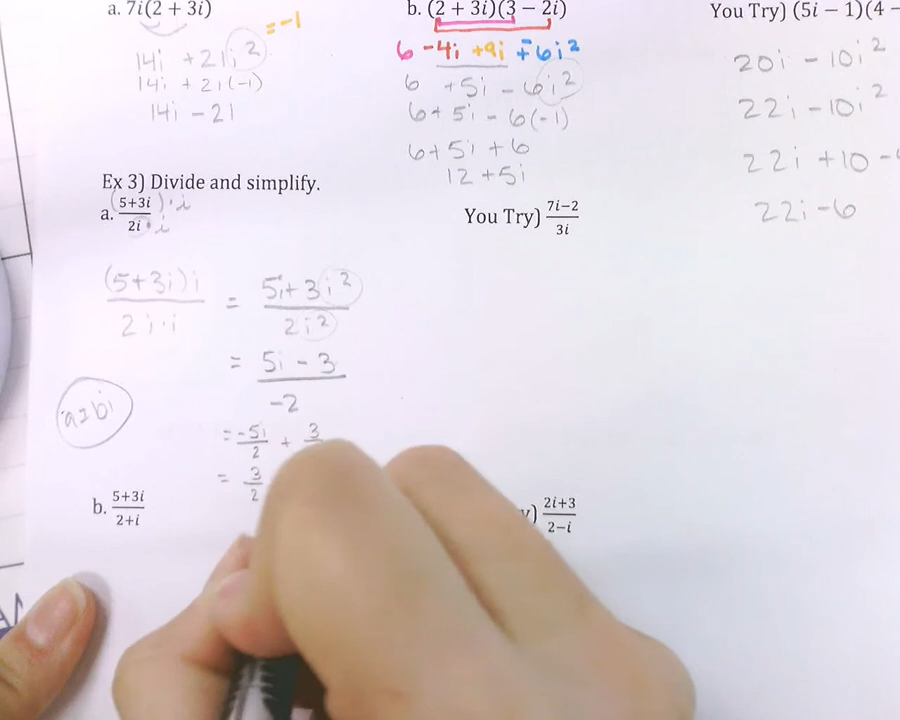 a. 7i(2 + 3i)
= -1
14i + 21i²
14i + 21(-1)
14i - 21
b. (2 + 3i)(3 − 2i)
6 -4i +9i -6i²
6 +5i - 6i²
6+ 5i - 6(-1)
6+5i +6
12 +5i
You Try) (5i − 1)(4 −
20i - 10i²
22i - 10i²
22i + 10 -
22i - 6
Ex 3) Divide and simplify.
a. (5+3i)·i / 2i·i
(5+3i)i / 2i·i = 5i+3i² / 2i²
= 5i - 3 / -2
= -5i/2 + 3/
= 3/2
a±bi
You Try) 7i−2 / 3i
b. 5+3i / 2+i
) 2i+3 / 2−i